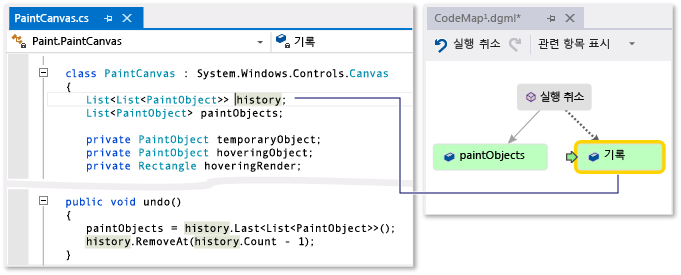 PaintCanvas.cs
Paint.PaintCanvas
기록
class PaintCanvas : System.Windows.Controls.Canvas
{
List<List<PaintObject>> history;
List<PaintObject> paintObjects;
private PaintObject temporaryObject;
private PaintObject hoveringObject;
private Rectangle hoveringRender;
public void undo()
{
paintObjects = history.Last<List<PaintObject>>();
history.RemoveAt(history.Count - 1);
}
CodeMap1.dgml*
실행 취소
관련 항목 표시
실행 취소
paintObjects
기록